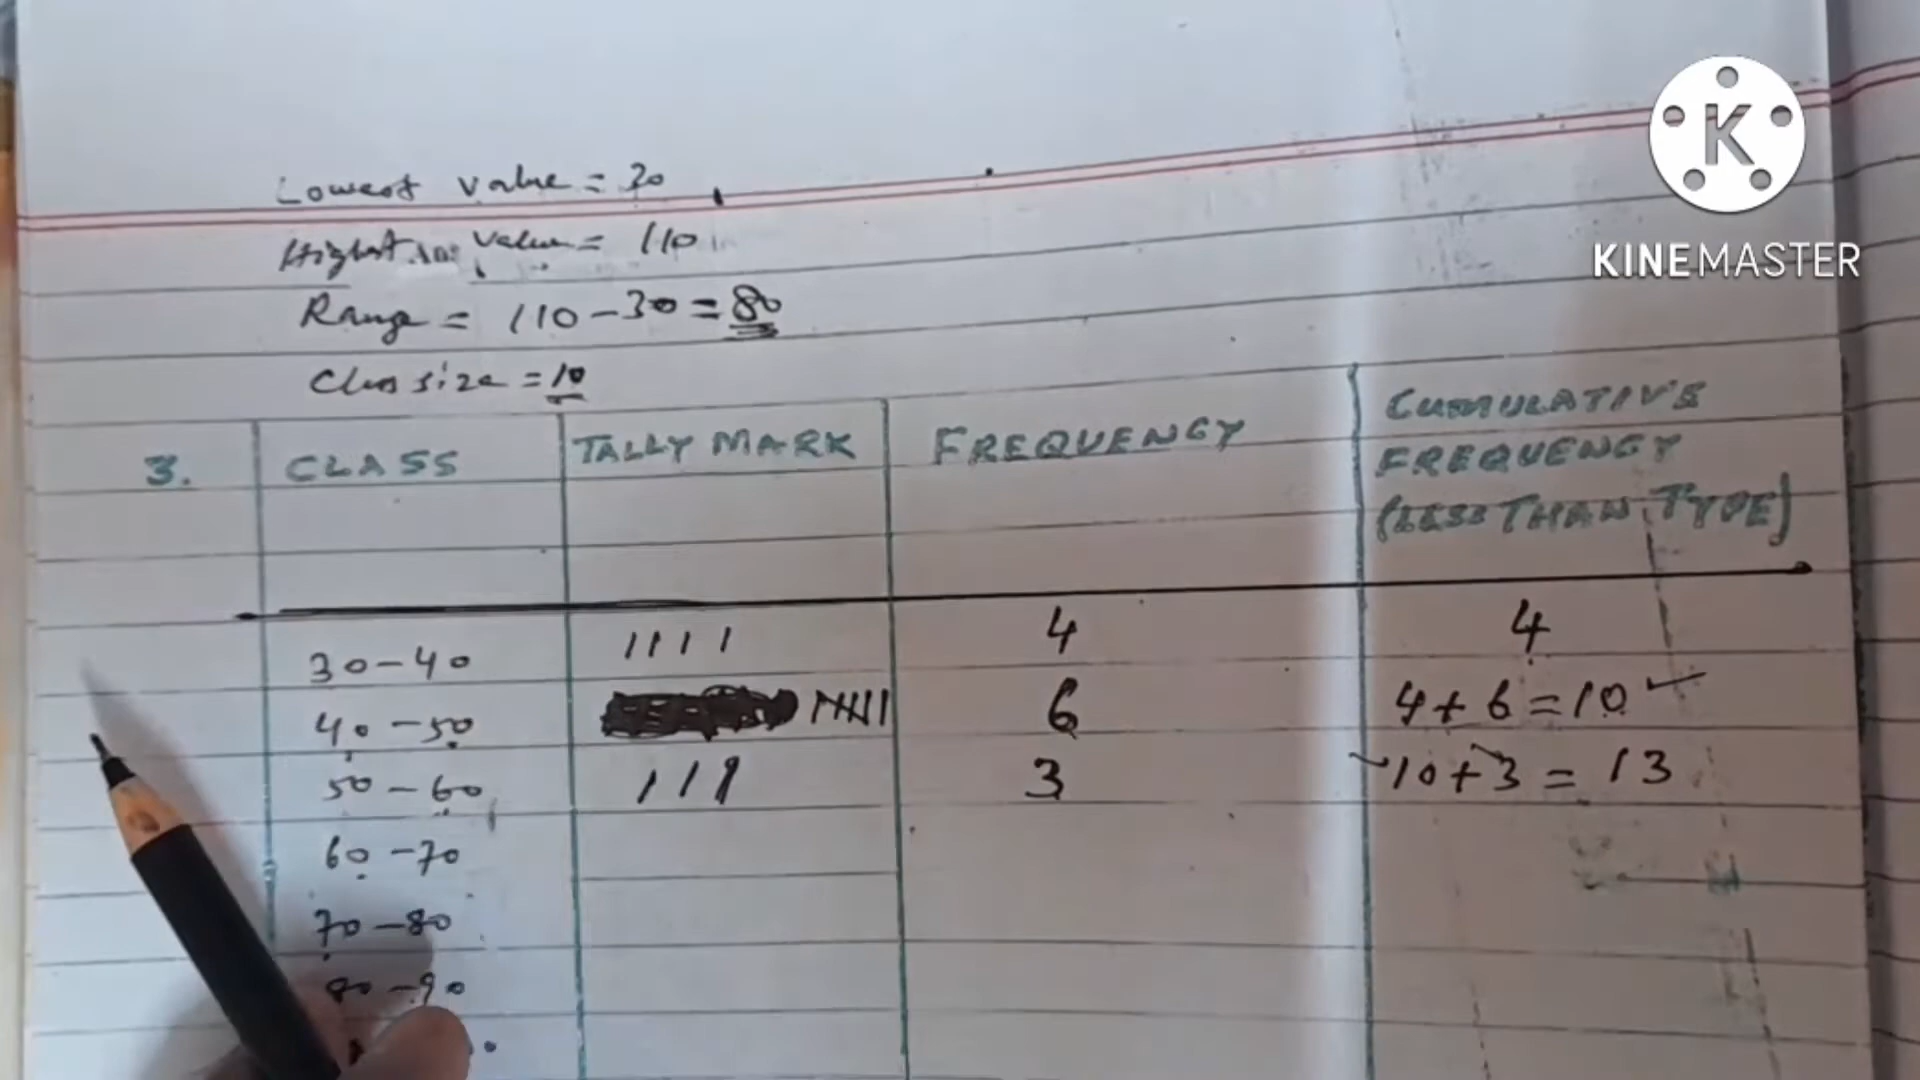 Lowest value = 30
Highest value = 110
Range = 110 - 30 = 80
Class size = 10
3. CLASS TALLY MARK FREQUENCY CUMULATIVE FREQUENCY (LESS THAN TYPE)
30-40 |||| 4 4
40-50 6 4+6=10
50-60 ||| 3 10+3=13
60-70
70-80
80-90
K
KINEMASTER